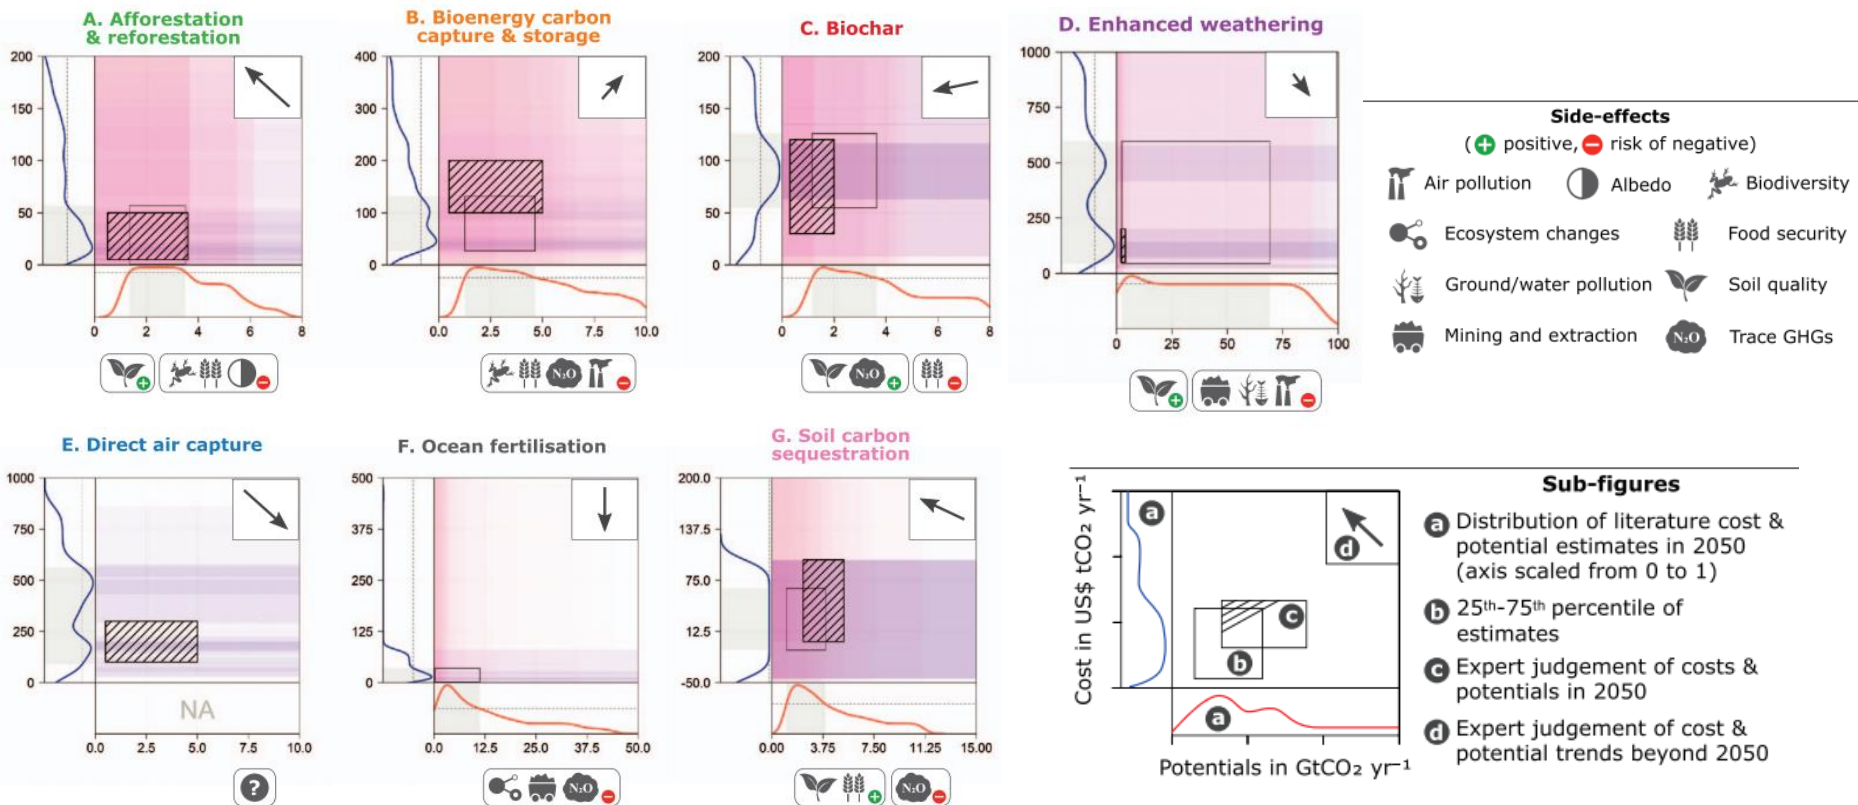 A. Afforestation
& reforestation
200
150
100
50
0
0 2 4 6 8
B. Bioenergy carbon
capture & storage
400
300
200
100
0
0.0 2.5 5.0 7.5 10.0
N₂O
C. Biochar
200
150
100
50
0
0 2 4 6 8
N₂O
D. Enhanced weathering
1000
750
500
250
0
0 25 50 75 100
Side-effects
(+ positive, − risk of negative)
Air pollution
Albedo
Biodiversity
Ecosystem changes
Food security
Ground/water pollution
Soil quality
Mining and extraction
N₂O Trace GHGs
E. Direct air capture
1000
750
500
250
0
NA
0.0 2.5 5.0 7.5 10.0
?
F. Ocean fertilisation
500
375
250
125
0
0.0 12.5 25.0 37.5 50.0
N₂O
G. Soil carbon
sequestration
200.0
137.5
75.0
12.5
-50.0
0.00 3.75 7.50 11.25 15.00
N₂O
Cost in US$ tCO₂ yr⁻¹
a
d
c
b
a
Potentials in GtCO₂ yr⁻¹
Sub-figures
a Distribution of literature cost &
potential estimates in 2050
(axis scaled from 0 to 1)
b 25th-75th percentile of
estimates
c Expert judgement of costs &
potentials in 2050
d Expert judgement of cost &
potential trends beyond 2050